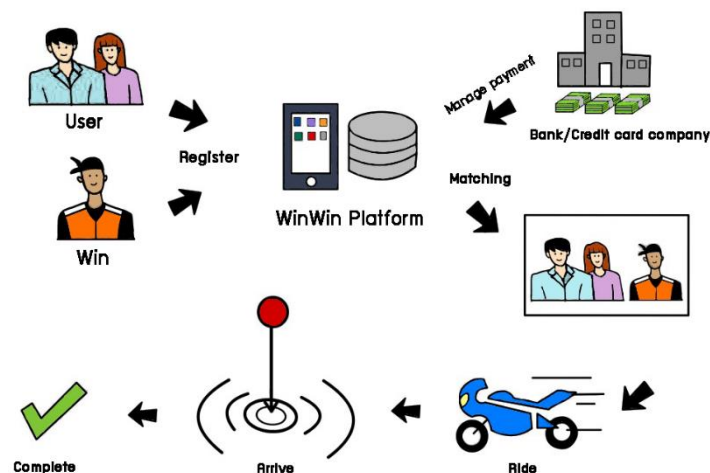 User
Win
Register
WinWin Platform
Manage payment
Bank/Credit card company
Matching
Ride
Arrive
Complete